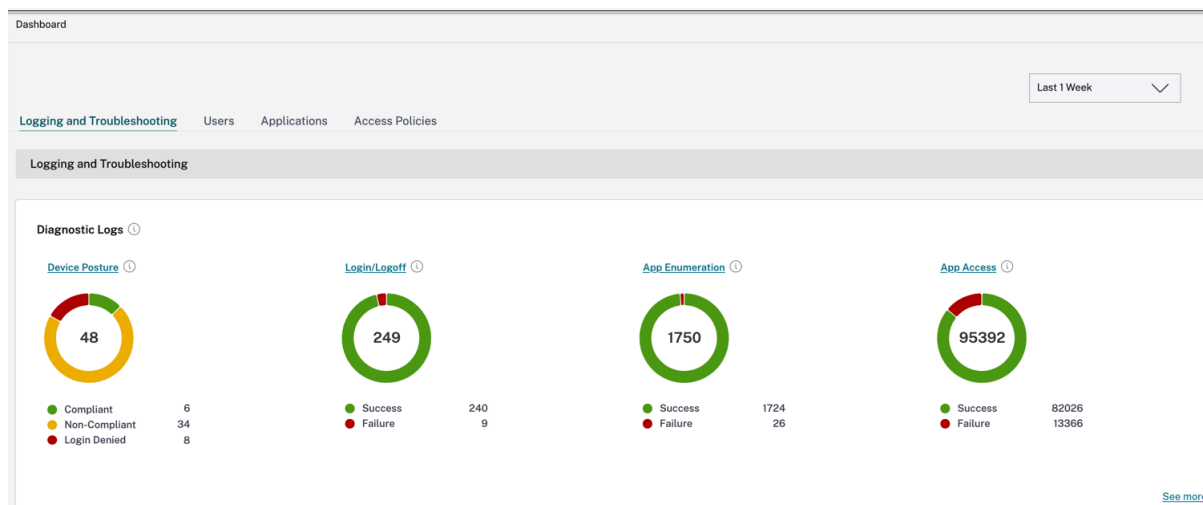 Dashboard
Last 1 Week
Logging and Troubleshooting Users Applications Access Policies
Logging and Troubleshooting
Diagnostic Logs
Device Posture Login/Logoff App Enumeration App Access
48 249 1750 95392
Compliant 6 Success 240 Success 1724 Success 82026
Non-Compliant 34 Failure 9 Failure 26 Failure 13366
Login Denied 8
See more